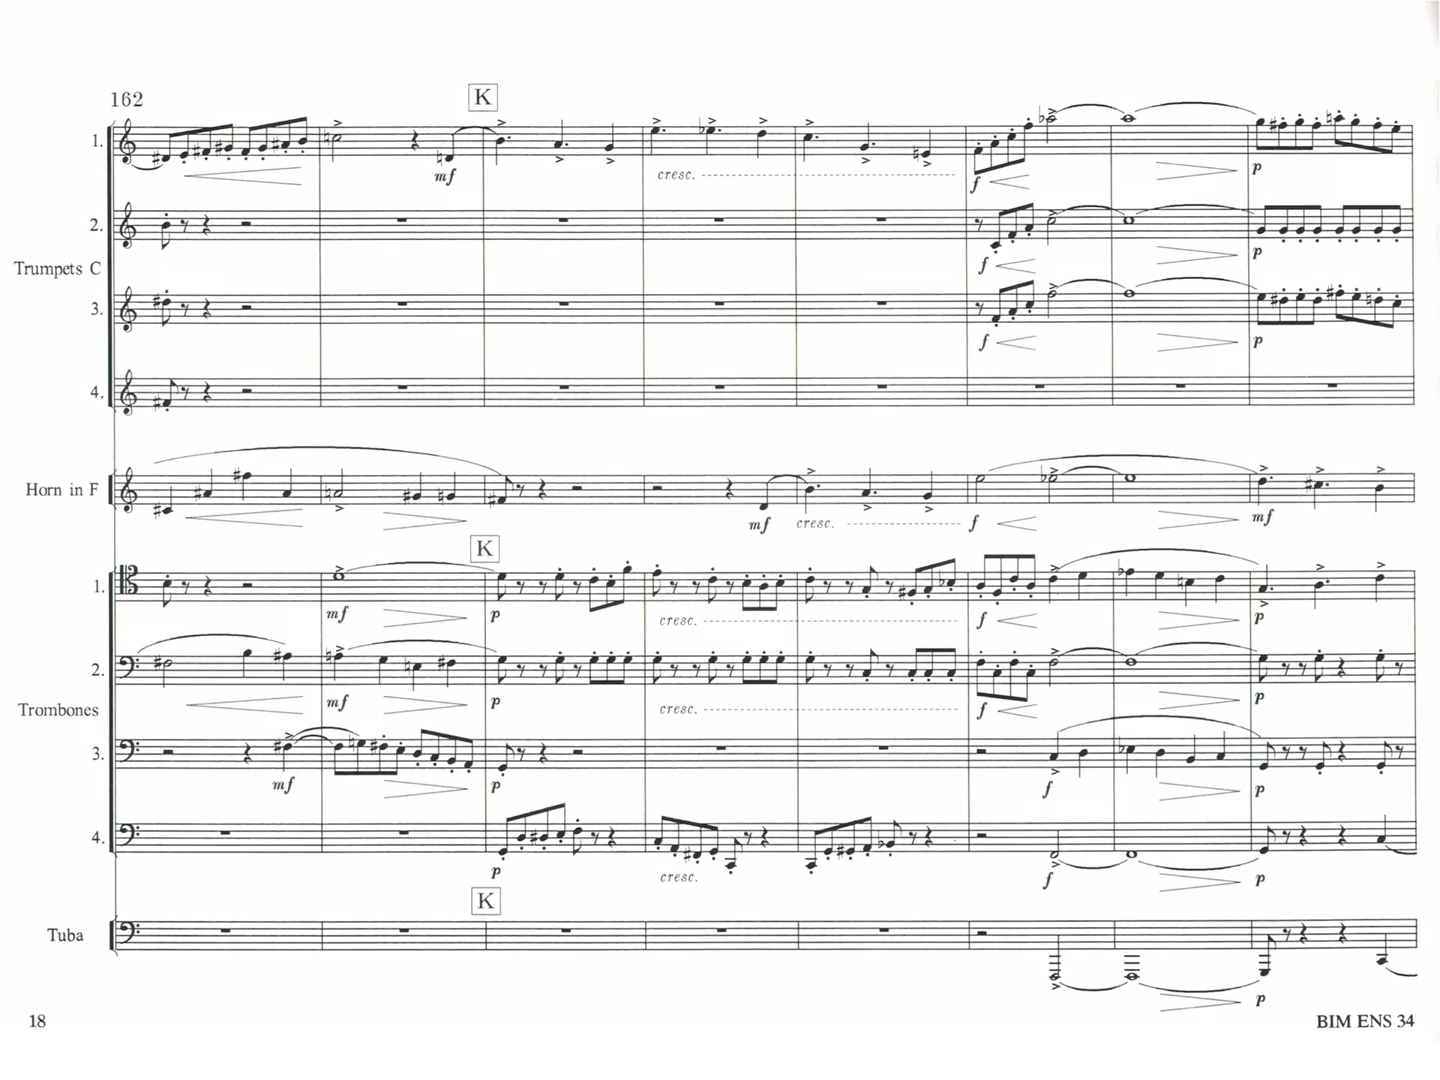 162
K
1.
mf
cresc.
f
p
2.
f
p
Trumpets C
3.
f
p
4.
Horn in F
mf
cresc.
f
mf
K
1.
mf
p
cresc.
f
p
2.
mf
p
cresc.
f
p
Trombones
3.
mf
p
f
p
4.
p
cresc.
f
p
K
Tuba
p
18
BIM ENS 34